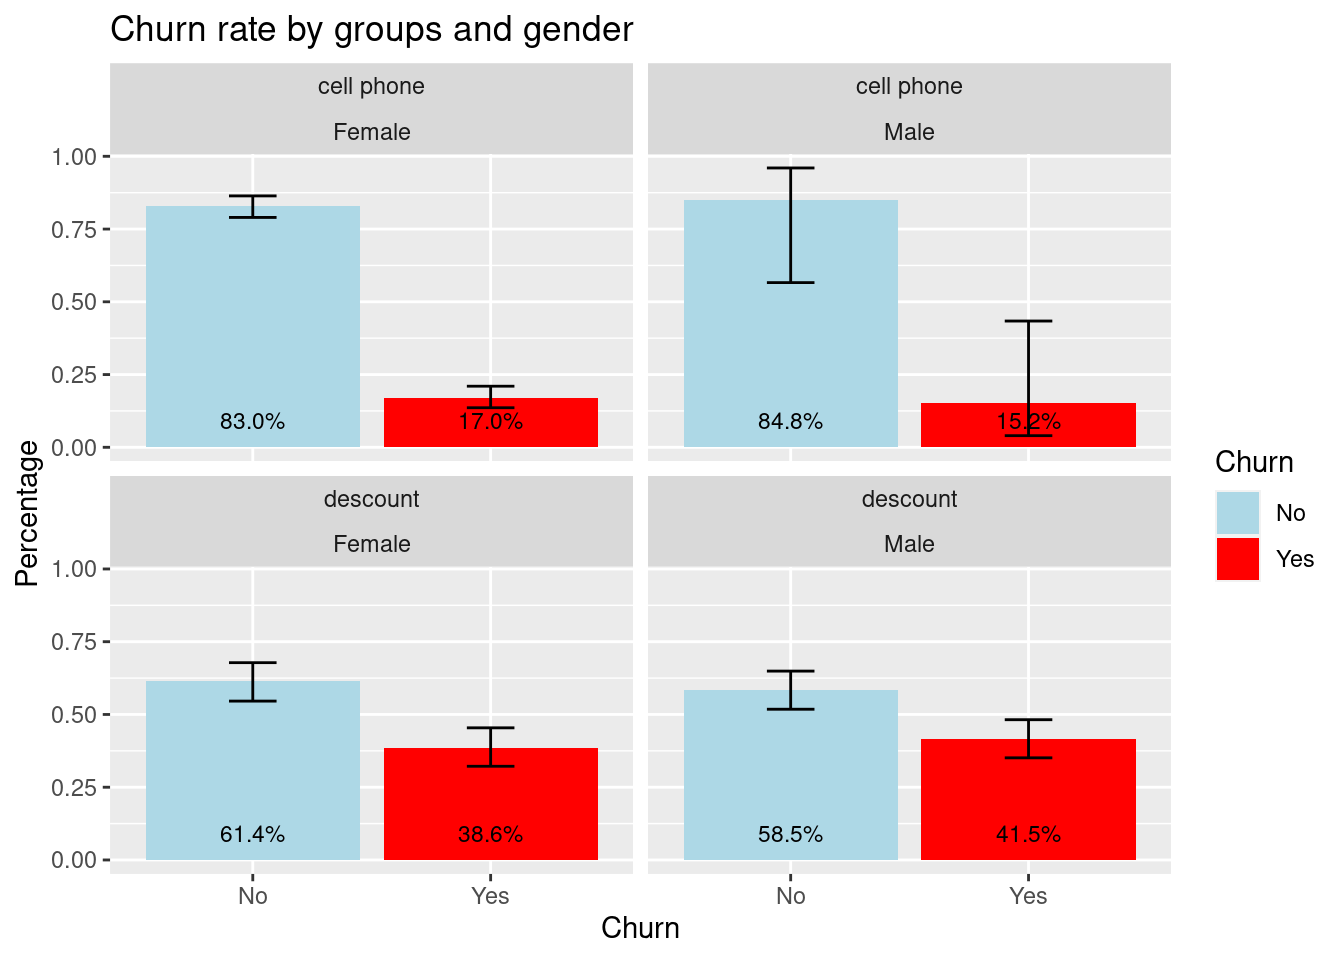 Churn rate by groups and gender
cell phone
Female
cell phone
Male
1.00
0.75
0.50
0.25
0.00
83.0%
17.0%
84.8%
15.2%
descount
Female
descount
Male
1.00
0.75
0.50
0.25
0.00
61.4%
38.6%
58.5%
41.5%
No
Yes
No
Yes
Churn
Percentage
Churn
No
Yes